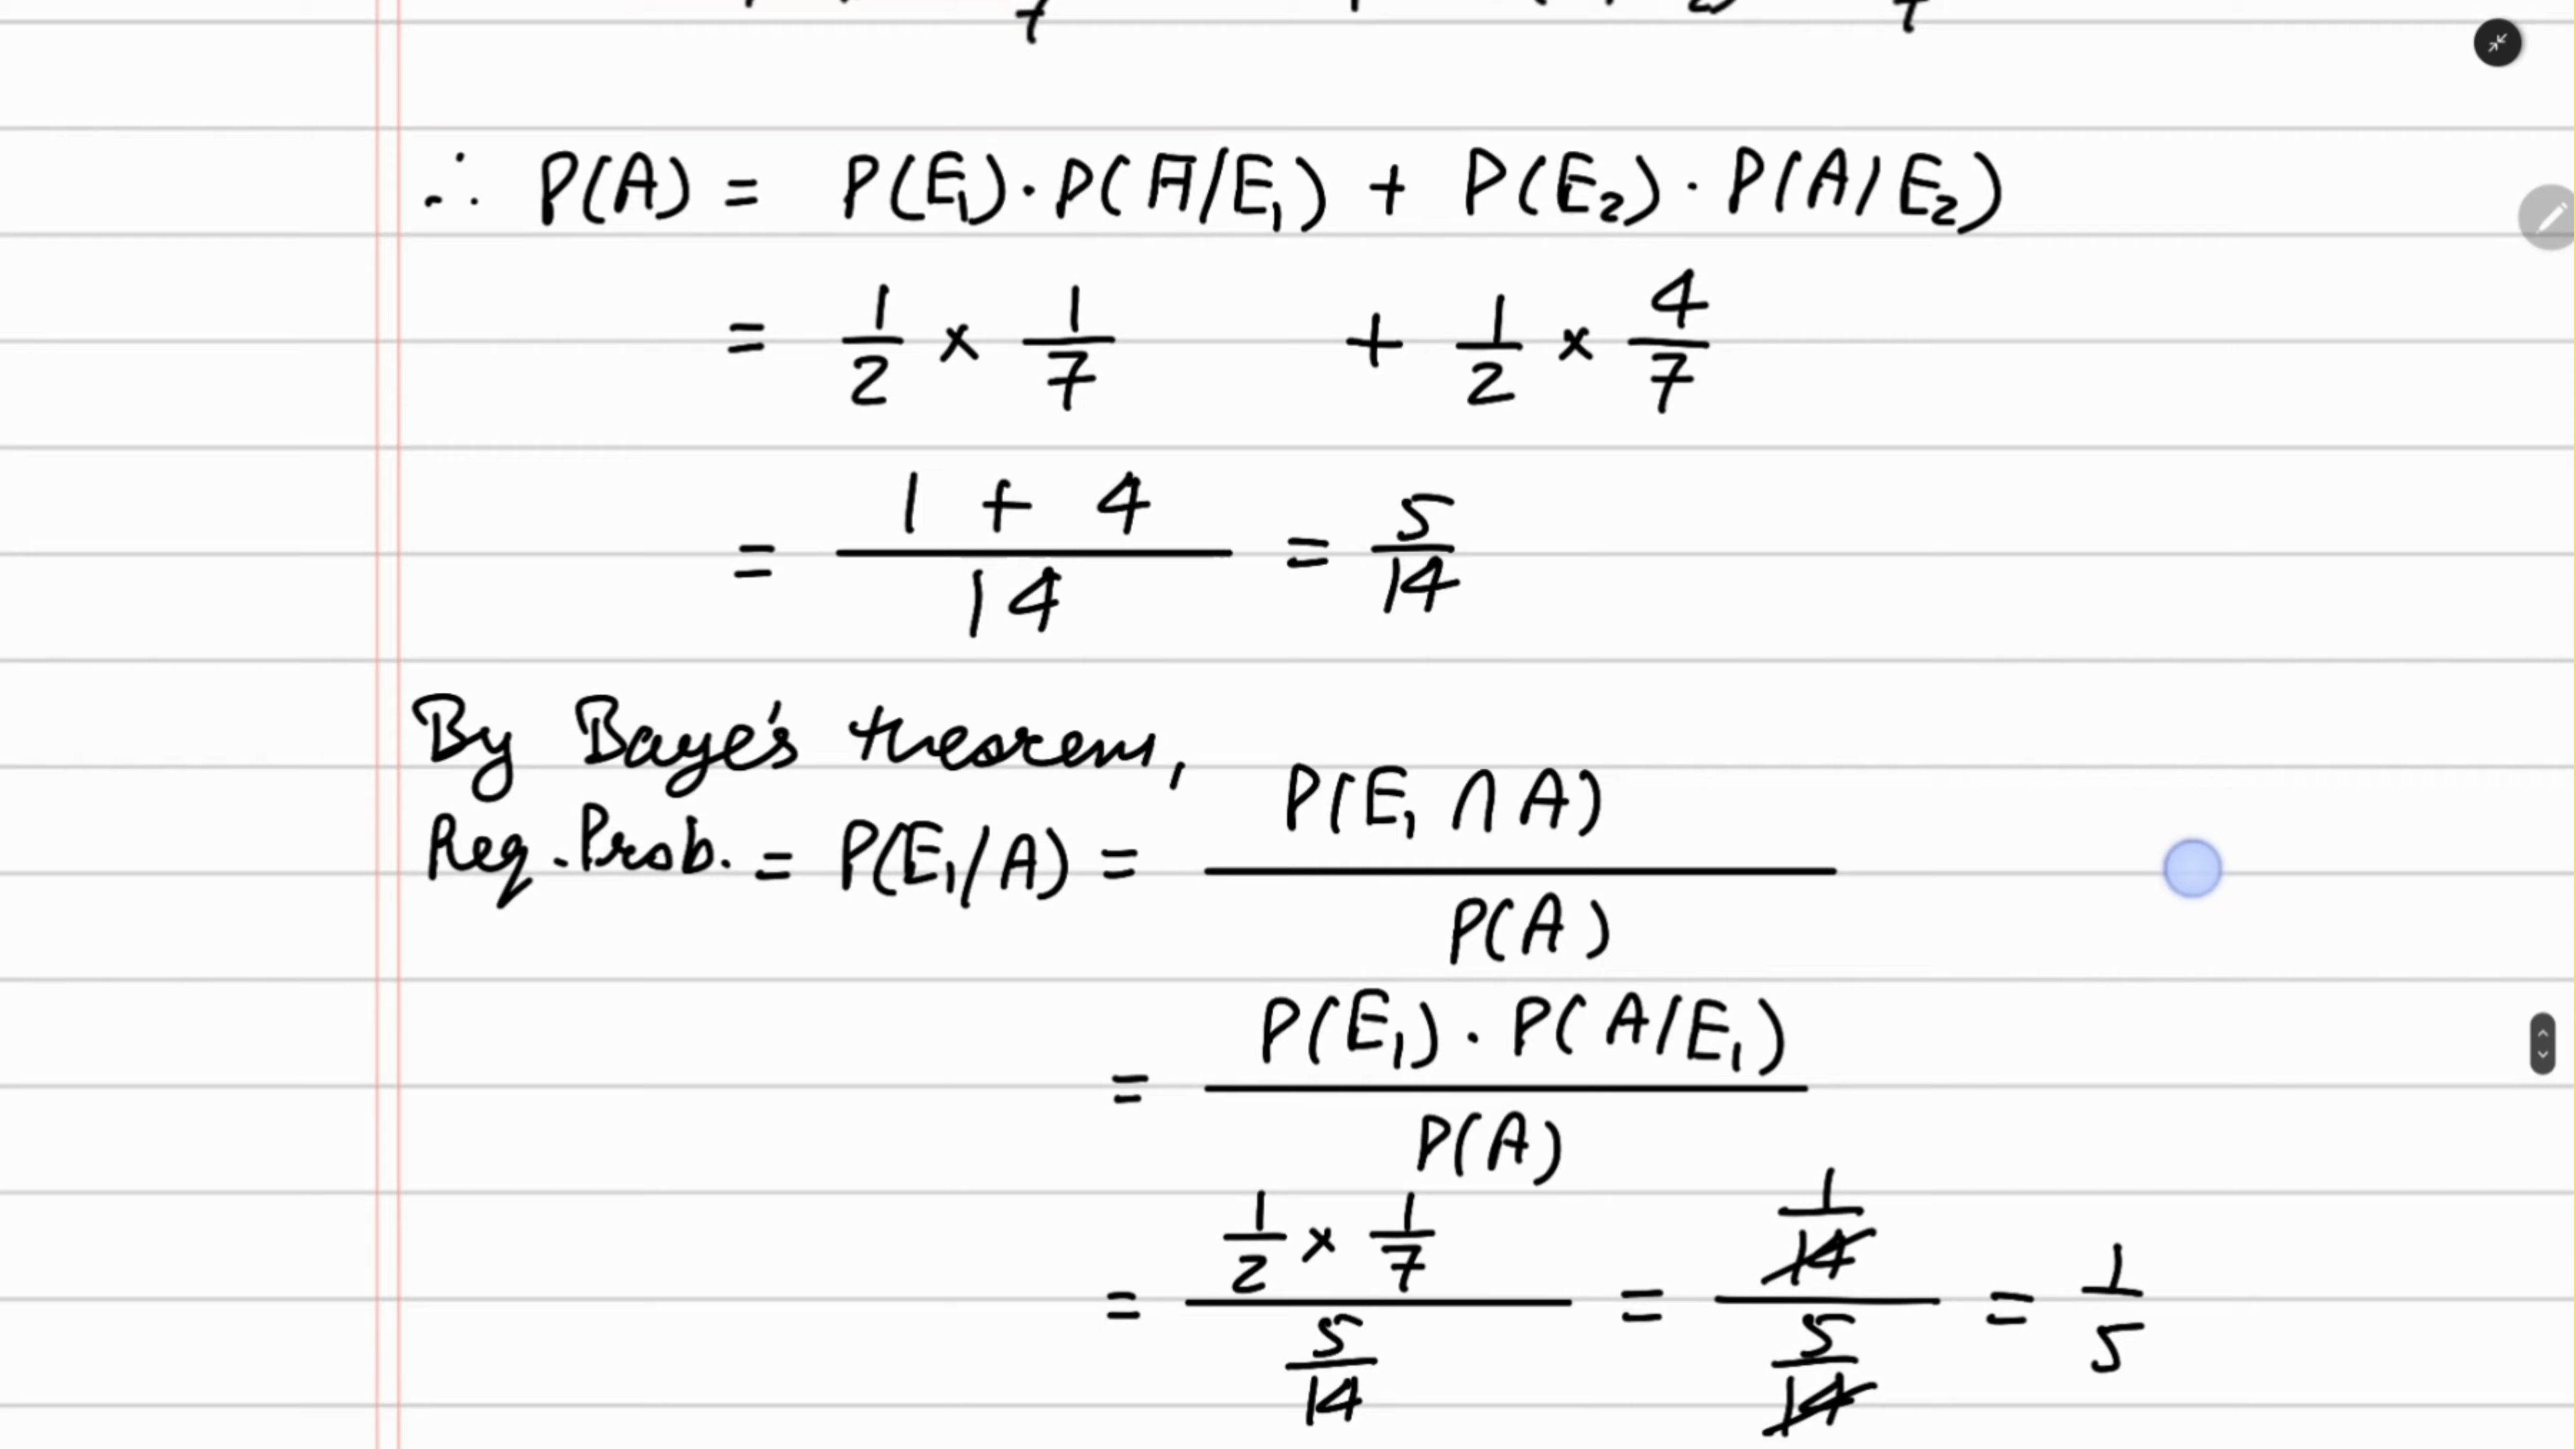 ∴ P(A) = P(E₁)·P(A/E₁) + P(E₂)·P(A/E₂)
= 1/2 × 1/7 + 1/2 × 4/7
= (1 + 4)/14 = 5/14
By Baye's theorem,
Req. Prob. = P(E₁/A) = P(E₁ ∩ A)/P(A)
= P(E₁)·P(A/E₁)/P(A)
= (1/2 × 1/7)/(5/14) = (1/14)/(5/14) = 1/5